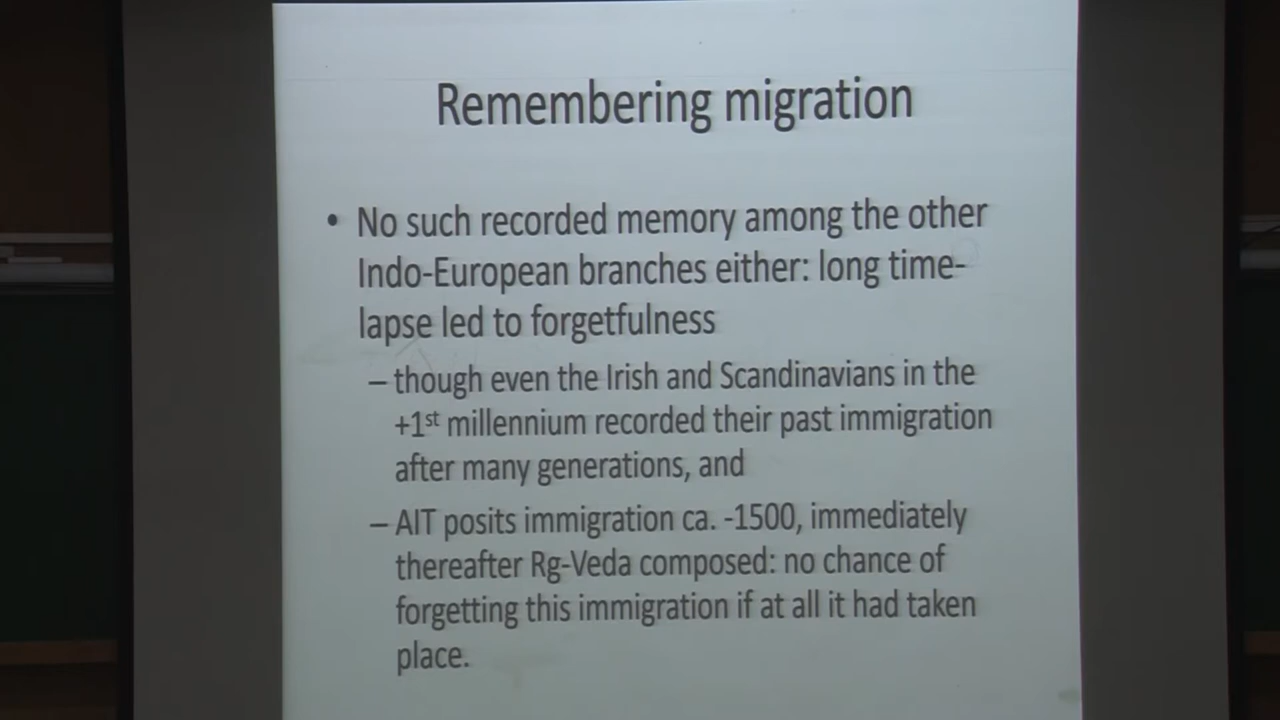 Remembering migration
• No such recorded memory among the other
Indo-European branches either: long time-
lapse led to forgetfulness
– though even the Irish and Scandinavians in the
+1st millennium recorded their past immigration
after many generations, and
– AIT posits immigration ca. -1500, immediately
thereafter Rg-Veda composed: no chance of
forgetting this immigration if at all it had taken
place.